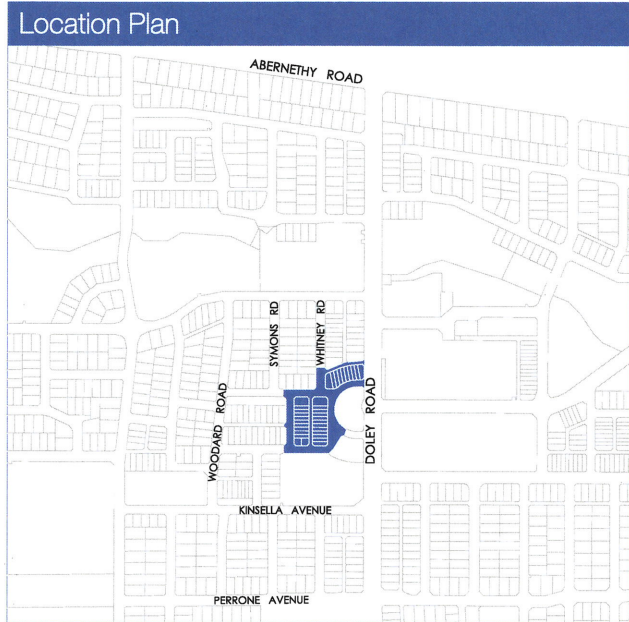 Location Plan
ABERNETHY ROAD
SYMONS RD
WHITNEY RD
WOODARD ROAD
DOLEY ROAD
KINSELLA AVENUE
PERRONE AVENUE